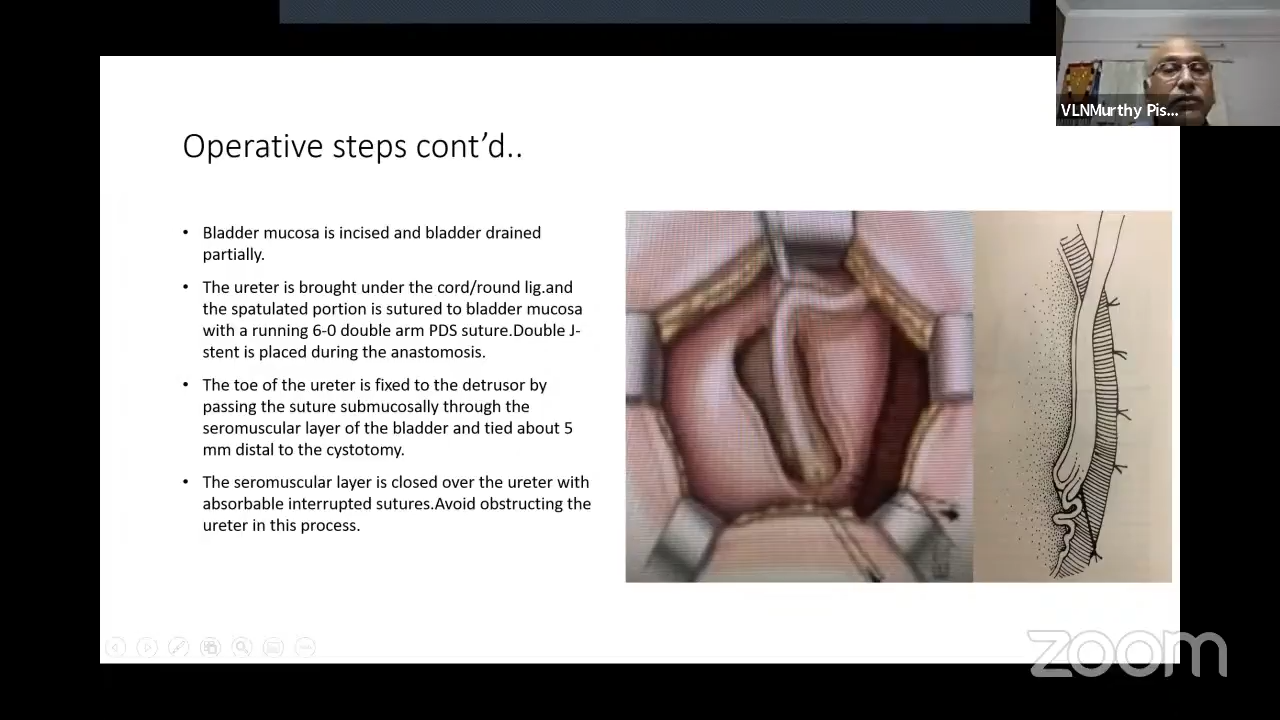 VLNMurthy Pis...
Operative steps cont’d..
• Bladder mucosa is incised and bladder drained
partially.
• The ureter is brought under the cord/round lig.and
the spatulated portion is sutured to bladder mucosa
with a running 6-0 double arm PDS suture.Double J-
stent is placed during the anastomosis.
• The toe of the ureter is fixed to the detrusor by
passing the suture submucosally through the
seromuscular layer of the bladder and tied about 5
mm distal to the cystotomy.
• The seromuscular layer is closed over the ureter with
absorbable interrupted sutures.Avoid obstructing the
ureter in this process.
zoom